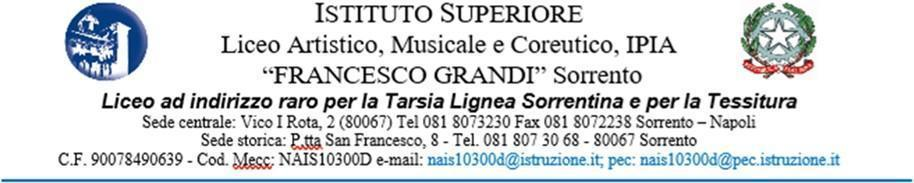 ISTITUTO SUPERIORE
Liceo Artistico, Musicale e Coreutico, IPIA
“FRANCESCO GRANDI” Sorrento
Liceo ad indirizzo raro per la Tarsia Lignea Sorrentina e per la Tessitura
Sede centrale: Vico I Rota, 2 (80067) Tel 081 8073230 Fax 081 8072238 Sorrento – Napoli
Sede storica: P.tta San Francesco, 8 - Tel. 081 807 30 68 - 80067 Sorrento
C.F. 90078490639 - Cod. Mecc: NAIS10300D e-mail: nais10300d@istruzione.it; pec: nais10300d@pec.istruzione.it